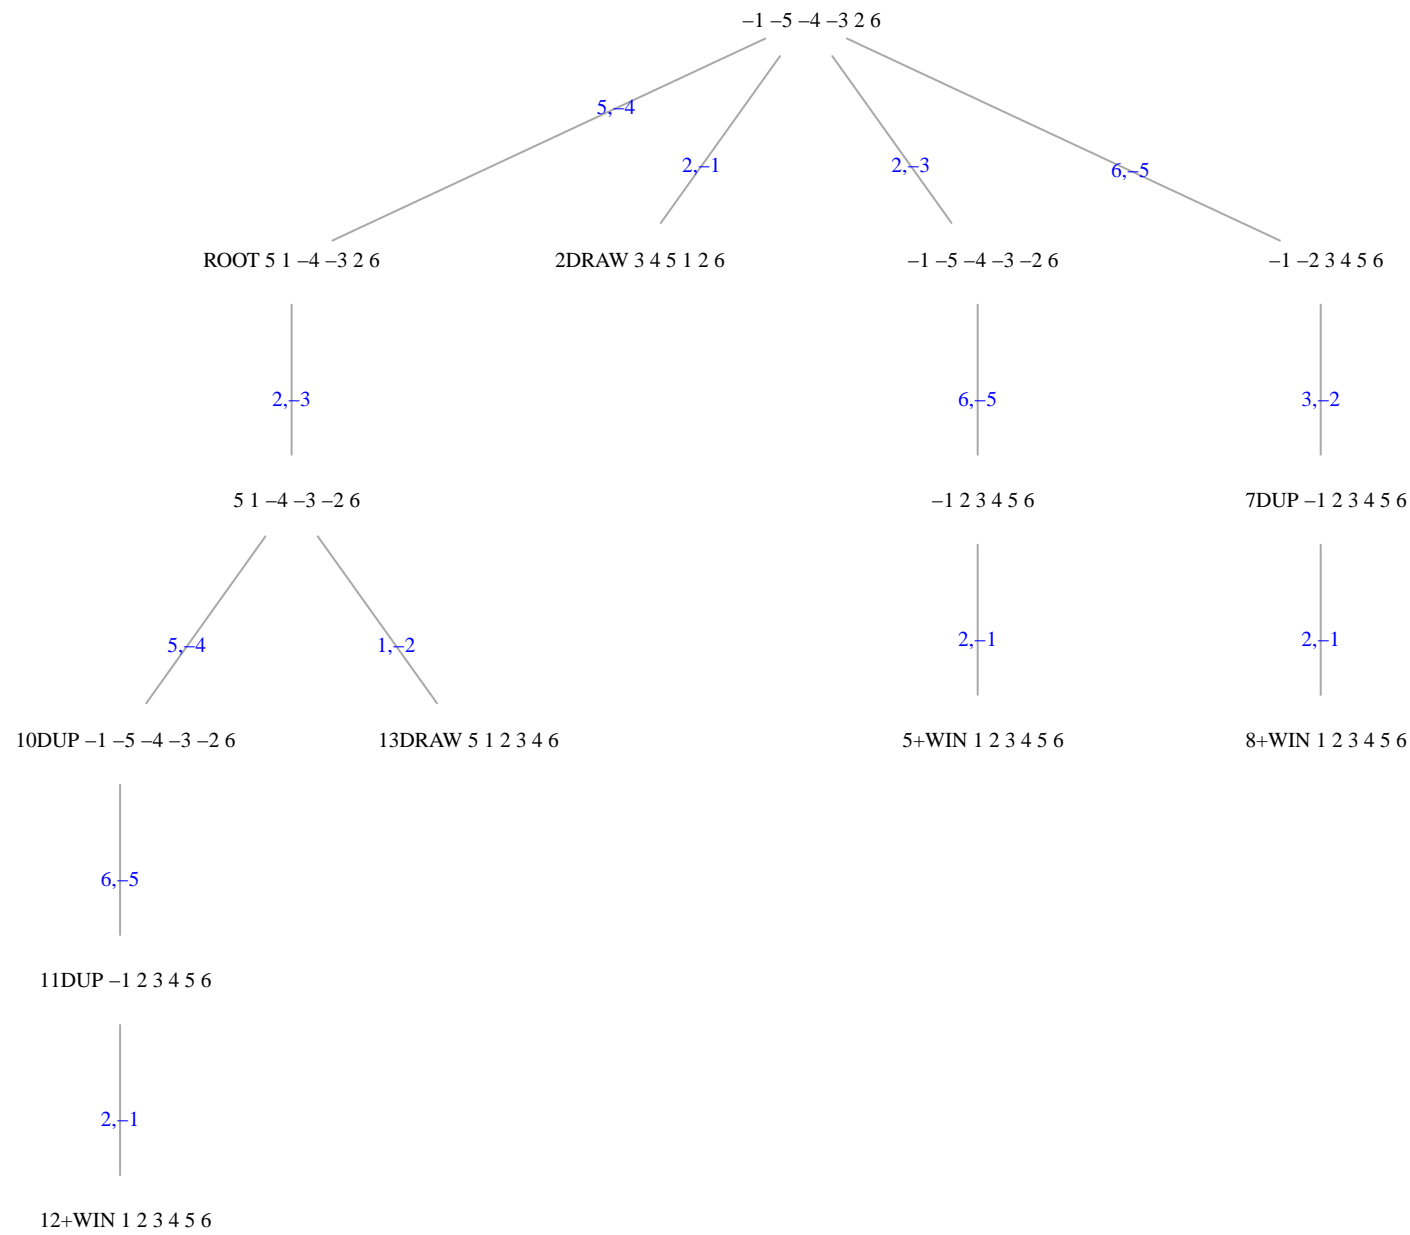 –1 –5 –4 –3 2 6
5,–4
2,–1
2,–3
6,–5
ROOT 5 1 –4 –3 2 6
2DRAW 3 4 5 1 2 6
–1 –5 –4 –3 –2 6
–1 –2 3 4 5 6
2,–3
6,–5
3,–2
5 1 –4 –3 –2 6
–1 2 3 4 5 6
7DUP –1 2 3 4 5 6
5,–4
1,–2
2,–1
2,–1
10DUP –1 –5 –4 –3 –2 6
13DRAW 5 1 2 3 4 6
5+WIN 1 2 3 4 5 6
8+WIN 1 2 3 4 5 6
6,–5
11DUP –1 2 3 4 5 6
2,–1
12+WIN 1 2 3 4 5 6